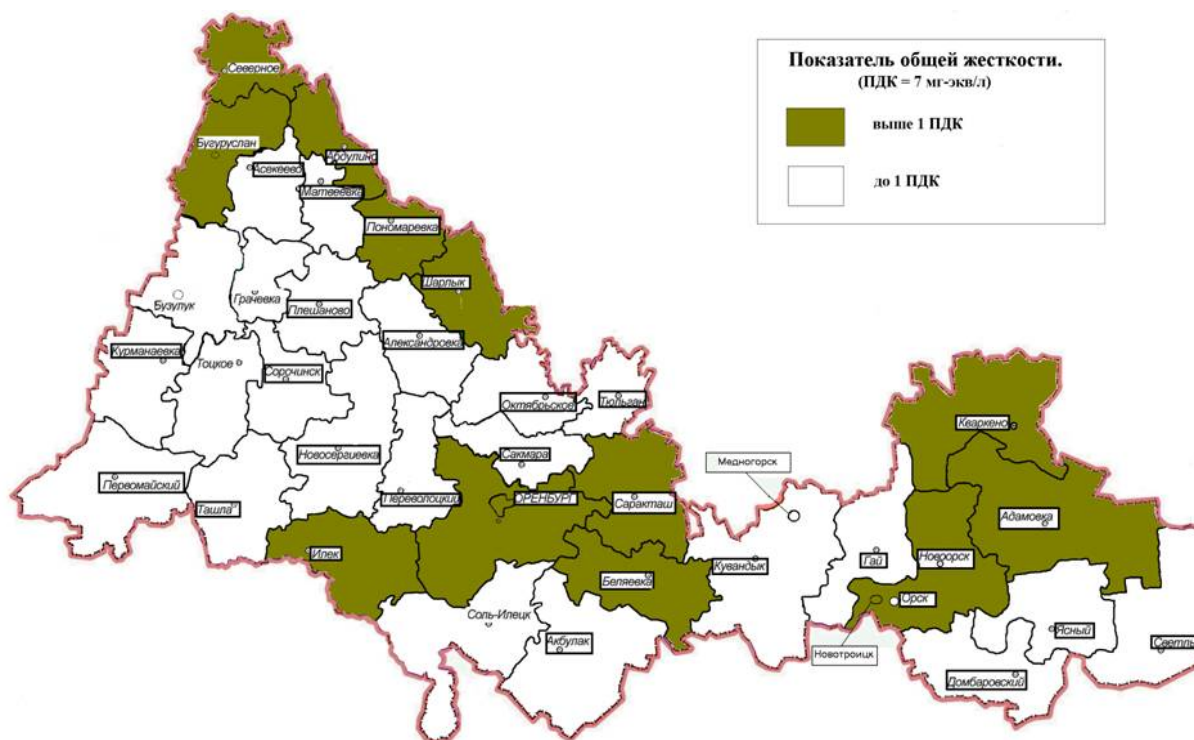 Показатель общей жесткости.
(ПДК = 7 мг-экв/л)
выше 1 ПДК
до 1 ПДК
Северное
Бугуруслан
Абдулино
Асекеево
Матвеевка
Пономаревка
Шарлык
Бузулук
Грачевка
Плешаново
Александровка
Курманаевка
Тоцкое
Сорочинск
Октябрьское
Тюльган
Кваркено
Новосергиевка
Сакмара
Медногорск
Первомайский
Ташла
Переволоцкий
ОРЕНБУРГ
Саракташ
Адамовка
Илек
Беляевка
Кувандык
Гай
Новоорск
Орск
Соль-Илецк
Акбулак
Новотроицк
Ясный
Светлы
Домбаровский